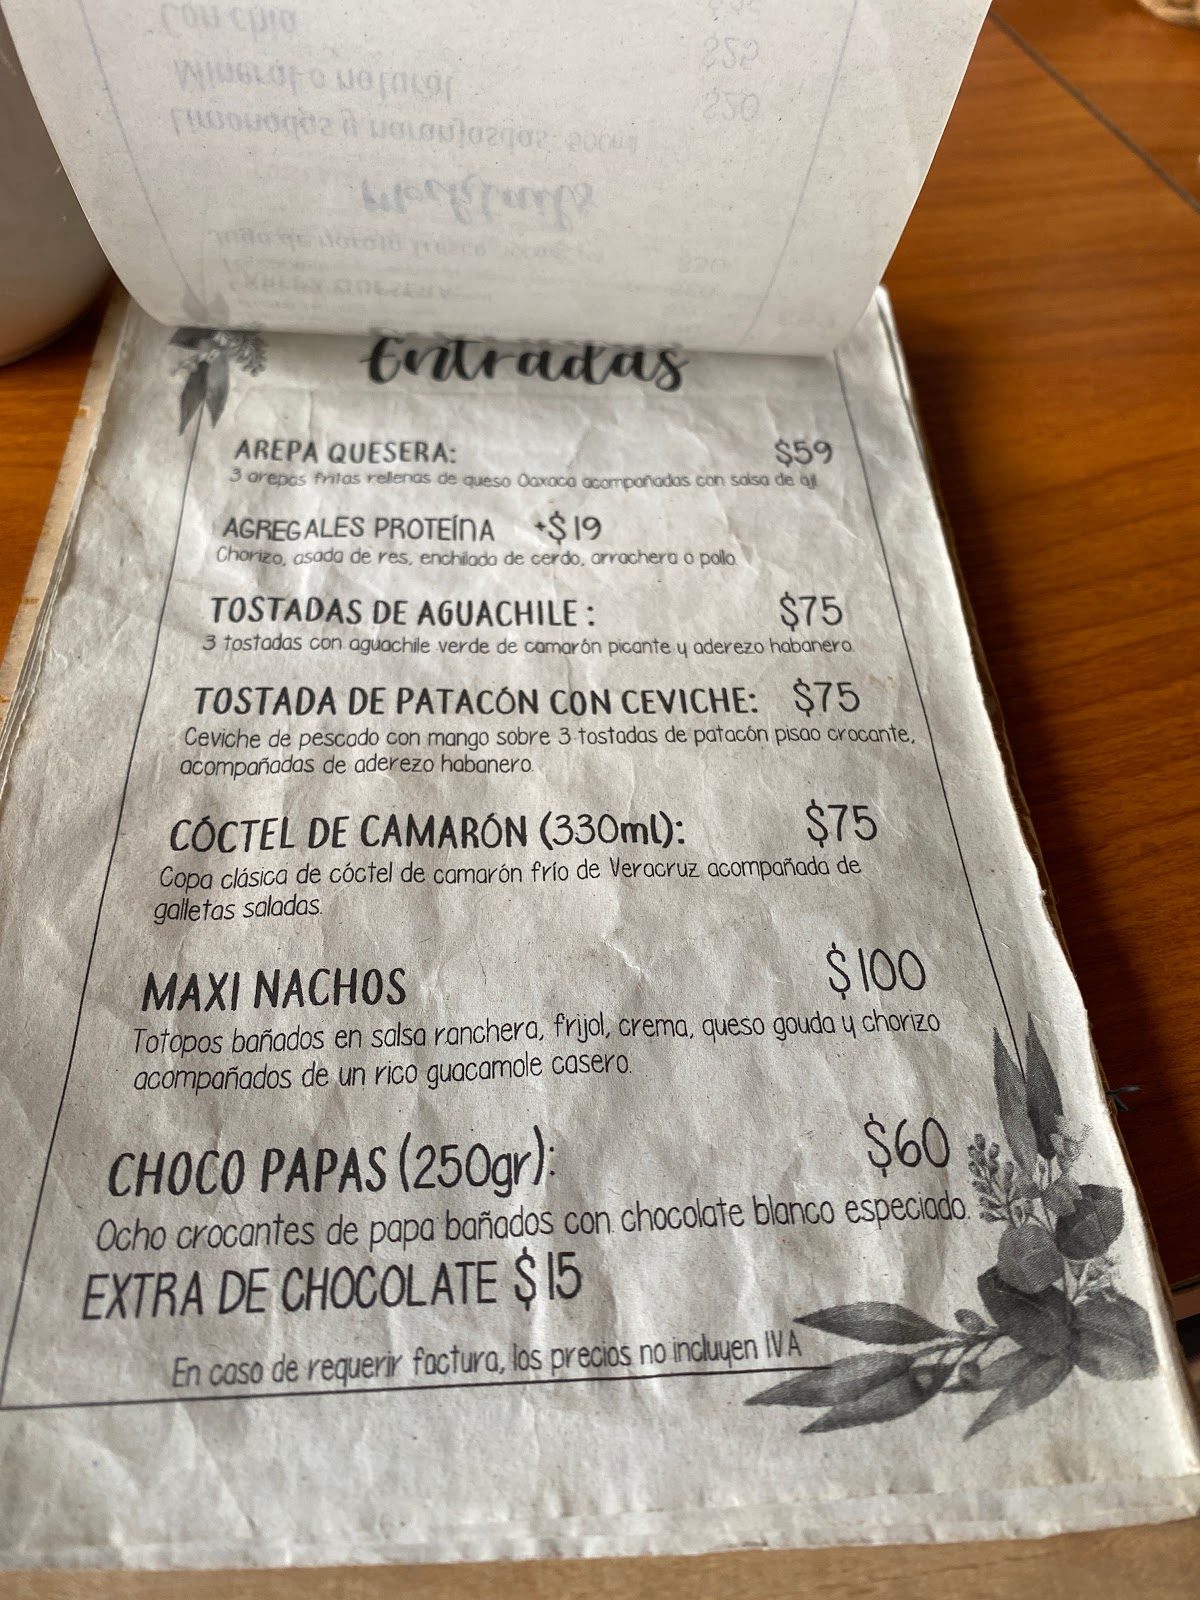 Entradas
AREPA QUESERA: $59
3 arepas fritas rellenas de queso Oaxaca acompañadas con salsa de ají.
AGREGALES PROTEÍNA +$19
Chorizo, asada de res, enchilada de cerdo, arrachera o pollo.
TOSTADAS DE AGUACHILE : $75
3 tostadas con aguachile verde de camarón picante y aderezo habanero.
TOSTADA DE PATACÓN CON CEVICHE: $75
Ceviche de pescado con mango sobre 3 tostadas de patacón pisao crocante,
acompañadas de aderezo habanero.
CÓCTEL DE CAMARÓN (330ml): $75
Copa clásica de cóctel de camarón frío de Veracruz acompañada de
galletas saladas.
MAXI NACHOS $100
Totopos bañados en salsa ranchera, frijol, crema, queso gouda y chorizo
acompañados de un rico guacamole casero.
CHOCO PAPAS (250gr): $60
Ocho crocantes de papa bañados con chocolate blanco especiado.
EXTRA DE CHOCOLATE $15
En caso de requerir factura, los precios no incluyen IVA